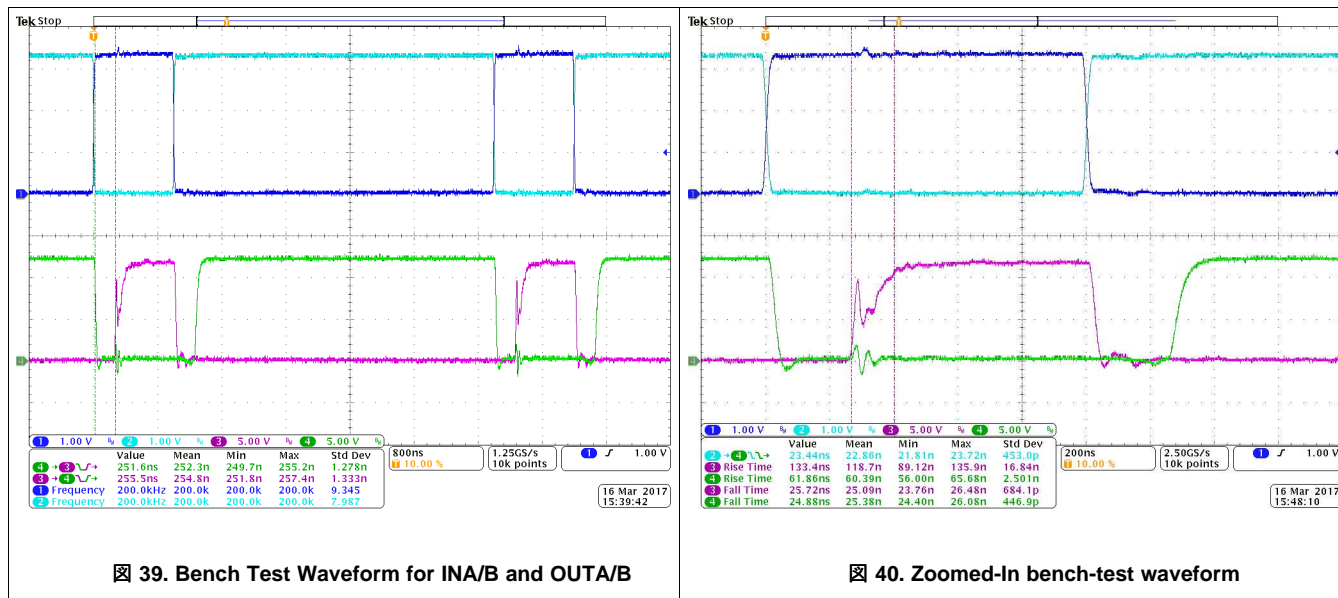 Tek Stop
T
T
1
4
1 1.00 V 2 1.00 V 3 5.00 V 4 5.00 V
Value Mean Min Max Std Dev
4 → 3 251.6ns 252.3n 249.7n 255.2n 1.278n
3 → 4 255.5ns 254.8n 251.8n 257.4n 1.333n
1 Frequency 200.0kHz 200.0k 200.0k 200.0k 9.345
2 Frequency 200.0kHz 200.0k 200.0k 200.0k 7.987
800ns
T 10.00 %
1.25GS/s
10k points
1 1.00 V
16 Mar 2017
15:39:42
図 39. Bench Test Waveform for INA/B and OUTA/B
Tek Stop
T
T
1
4
1 1.00 V 2 1.00 V 3 5.00 V 4 5.00 V
Value Mean Min Max Std Dev
2 → 4 23.44ns 22.86n 21.81n 23.72n 453.0p
3 Rise Time 133.4ns 118.7n 89.12n 135.9n 16.84n
4 Rise Time 61.86ns 60.39n 56.00n 65.68n 2.501n
3 Fall Time 25.72ns 25.09n 23.76n 26.48n 684.1p
4 Fall Time 24.88ns 25.38n 24.40n 26.08n 446.9p
200ns
T 10.00 %
2.50GS/s
10k points
1 1.00 V
16 Mar 2017
15:48:10
図 40. Zoomed-In bench-test waveform